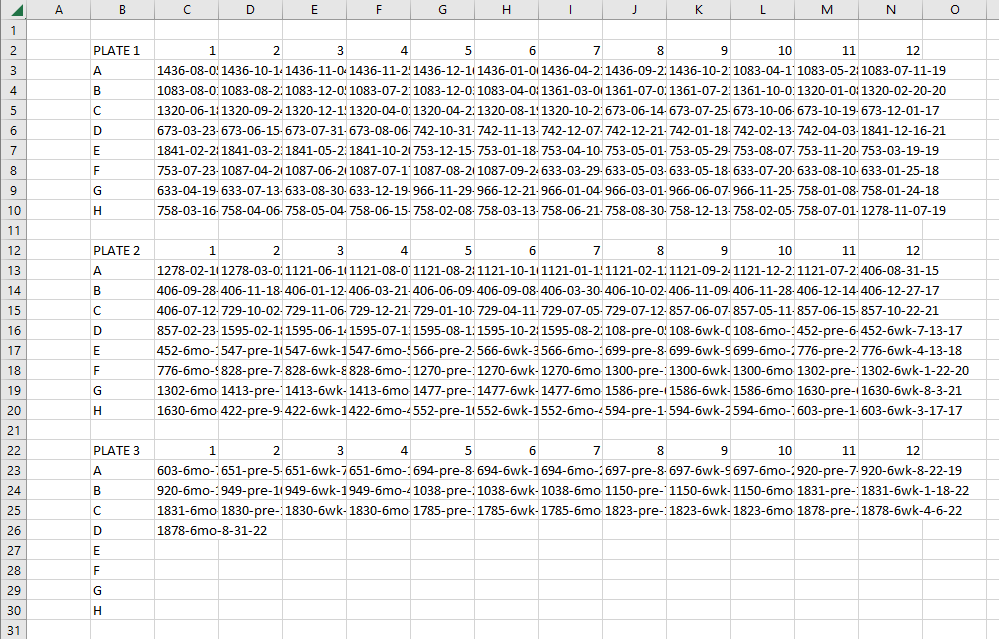 A B C D E F G H I J K L M N O
1
2 PLATE 1 1 2 3 4 5 6 7 8 9 10 11 12
3 A 1436-08-05 1436-10-14 1436-11-04 1436-11-25 1436-12-16 1436-01-06 1436-04-2 1436-09-2 1436-10-2 1083-04-1 1083-05-2 1083-07-11-19
4 B 1083-08-0 1083-08-2 1083-12-0 1083-07-2 1083-12-0 1083-04-0 1361-03-0 1361-07-0 1361-07-2 1361-10-0 1320-01-0 1320-02-20-20
5 C 1320-06-1 1320-09-2 1320-12-1 1320-04-0 1320-04-2 1320-08-1 1320-10-2 673-06-14- 673-07-25- 673-10-06- 673-10-19- 673-12-01-17
6 D 673-03-23- 673-06-15- 673-07-31- 673-08-06- 742-10-31- 742-11-13- 742-12-07- 742-12-21- 742-01-18- 742-02-13- 742-04-03- 1841-12-16-21
7 E 1841-02-2 1841-03-2 1841-05-2 1841-10-2 753-12-15- 753-01-18- 753-04-10- 753-05-01- 753-05-29- 753-08-07- 753-11-20- 753-03-19-19
8 F 753-07-23- 1087-04-2 1087-06-2 1087-07-1 1087-08-2 1087-09-2 633-03-29- 633-05-03- 633-05-18- 633-07-20- 633-08-10- 633-01-25-18
9 G 633-04-19- 633-07-13- 633-08-30- 633-12-19- 966-11-29- 966-12-21- 966-01-04- 966-03-01- 966-06-07- 966-11-25- 758-01-08- 758-01-24-18
10 H 758-03-16- 758-04-06- 758-05-04- 758-06-15- 758-02-08- 758-03-13- 758-06-21- 758-08-30- 758-12-13- 758-02-05- 758-07-01- 1278-11-07-19
11
12 PLATE 2 1 2 3 4 5 6 7 8 9 10 11 12
13 A 1278-02-1 1278-03-0 1121-06-1 1121-08-0 1121-08-2 1121-10-1 1121-01-1 1121-02-1 1121-09-2 1121-12-2 1121-07-2 406-08-31-15
14 B 406-09-28- 406-11-18- 406-01-12- 406-03-21- 406-06-09- 406-09-08- 406-03-30- 406-10-02- 406-11-09- 406-11-28- 406-12-14- 406-12-27-17
15 C 406-07-12- 729-10-02- 729-11-06- 729-12-21- 729-01-10- 729-04-11- 729-07-05- 729-07-12- 857-06-07- 857-05-11- 857-06-15- 857-10-22-21
16 D 857-02-23- 1595-02-1 1595-06-1 1595-07-1 1595-08-1 1595-10-2 1595-08-2 108-pre-0 108-6wk- 108-6mo- 452-pre-6- 452-6wk-7-13-17
17 E 452-6mo- 547-pre-1 547-6wk-1 547-6mo- 566-pre-2- 566-6wk-3 566-6mo- 699-pre-8- 699-6wk-9 699-6mo-2 776-pre-2- 776-6wk-4-13-18
18 F 776-6mo-9 828-pre-7- 828-6wk-8 828-6mo-1 1270-pre- 1270-6wk- 1270-6mo 1300-pre- 1300-6wk- 1300-6mo 1302-pre- 1302-6wk-1-22-20
19 G 1302-6mo 1413-pre- 1413-6wk- 1413-6mo 1477-pre- 1477-6wk- 1477-6mo 1586-pre- 1586-6wk- 1586-6mo 1630-pre- 1630-6wk-8-3-21
20 H 1630-6mo 422-pre-9- 422-6wk-1 422-6mo-4 552-pre-1 552-6wk-1 552-6mo-4 594-pre-1- 594-6wk-2 594-6mo- 603-pre-1- 603-6wk-3-17-17
21
22 PLATE 3 1 2 3 4 5 6 7 8 9 10 11 12
23 A 603-6mo- 651-pre-5- 651-6wk-7 651-6mo-1 694-pre-8- 694-6wk-1 694-6mo-2 697-pre-8- 697-6wk-9 697-6mo-2 920-pre-7- 920-6wk-8-22-19
24 B 920-6mo- 949-pre-1 949-6wk-1 949-6mo-4 1038-pre- 1038-6wk- 1038-6mo 1150-pre- 1150-6wk- 1150-6mo 1831-pre- 1831-6wk-1-18-22
25 C 1831-6mo 1830-pre- 1830-6wk- 1830-6mo 1785-pre- 1785-6wk- 1785-6mo 1823-pre- 1823-6wk- 1823-6mo 1878-pre- 1878-6wk-4-6-22
26 D 1878-6mo-8-31-22
27 E
28 F
29 G
30 H
31